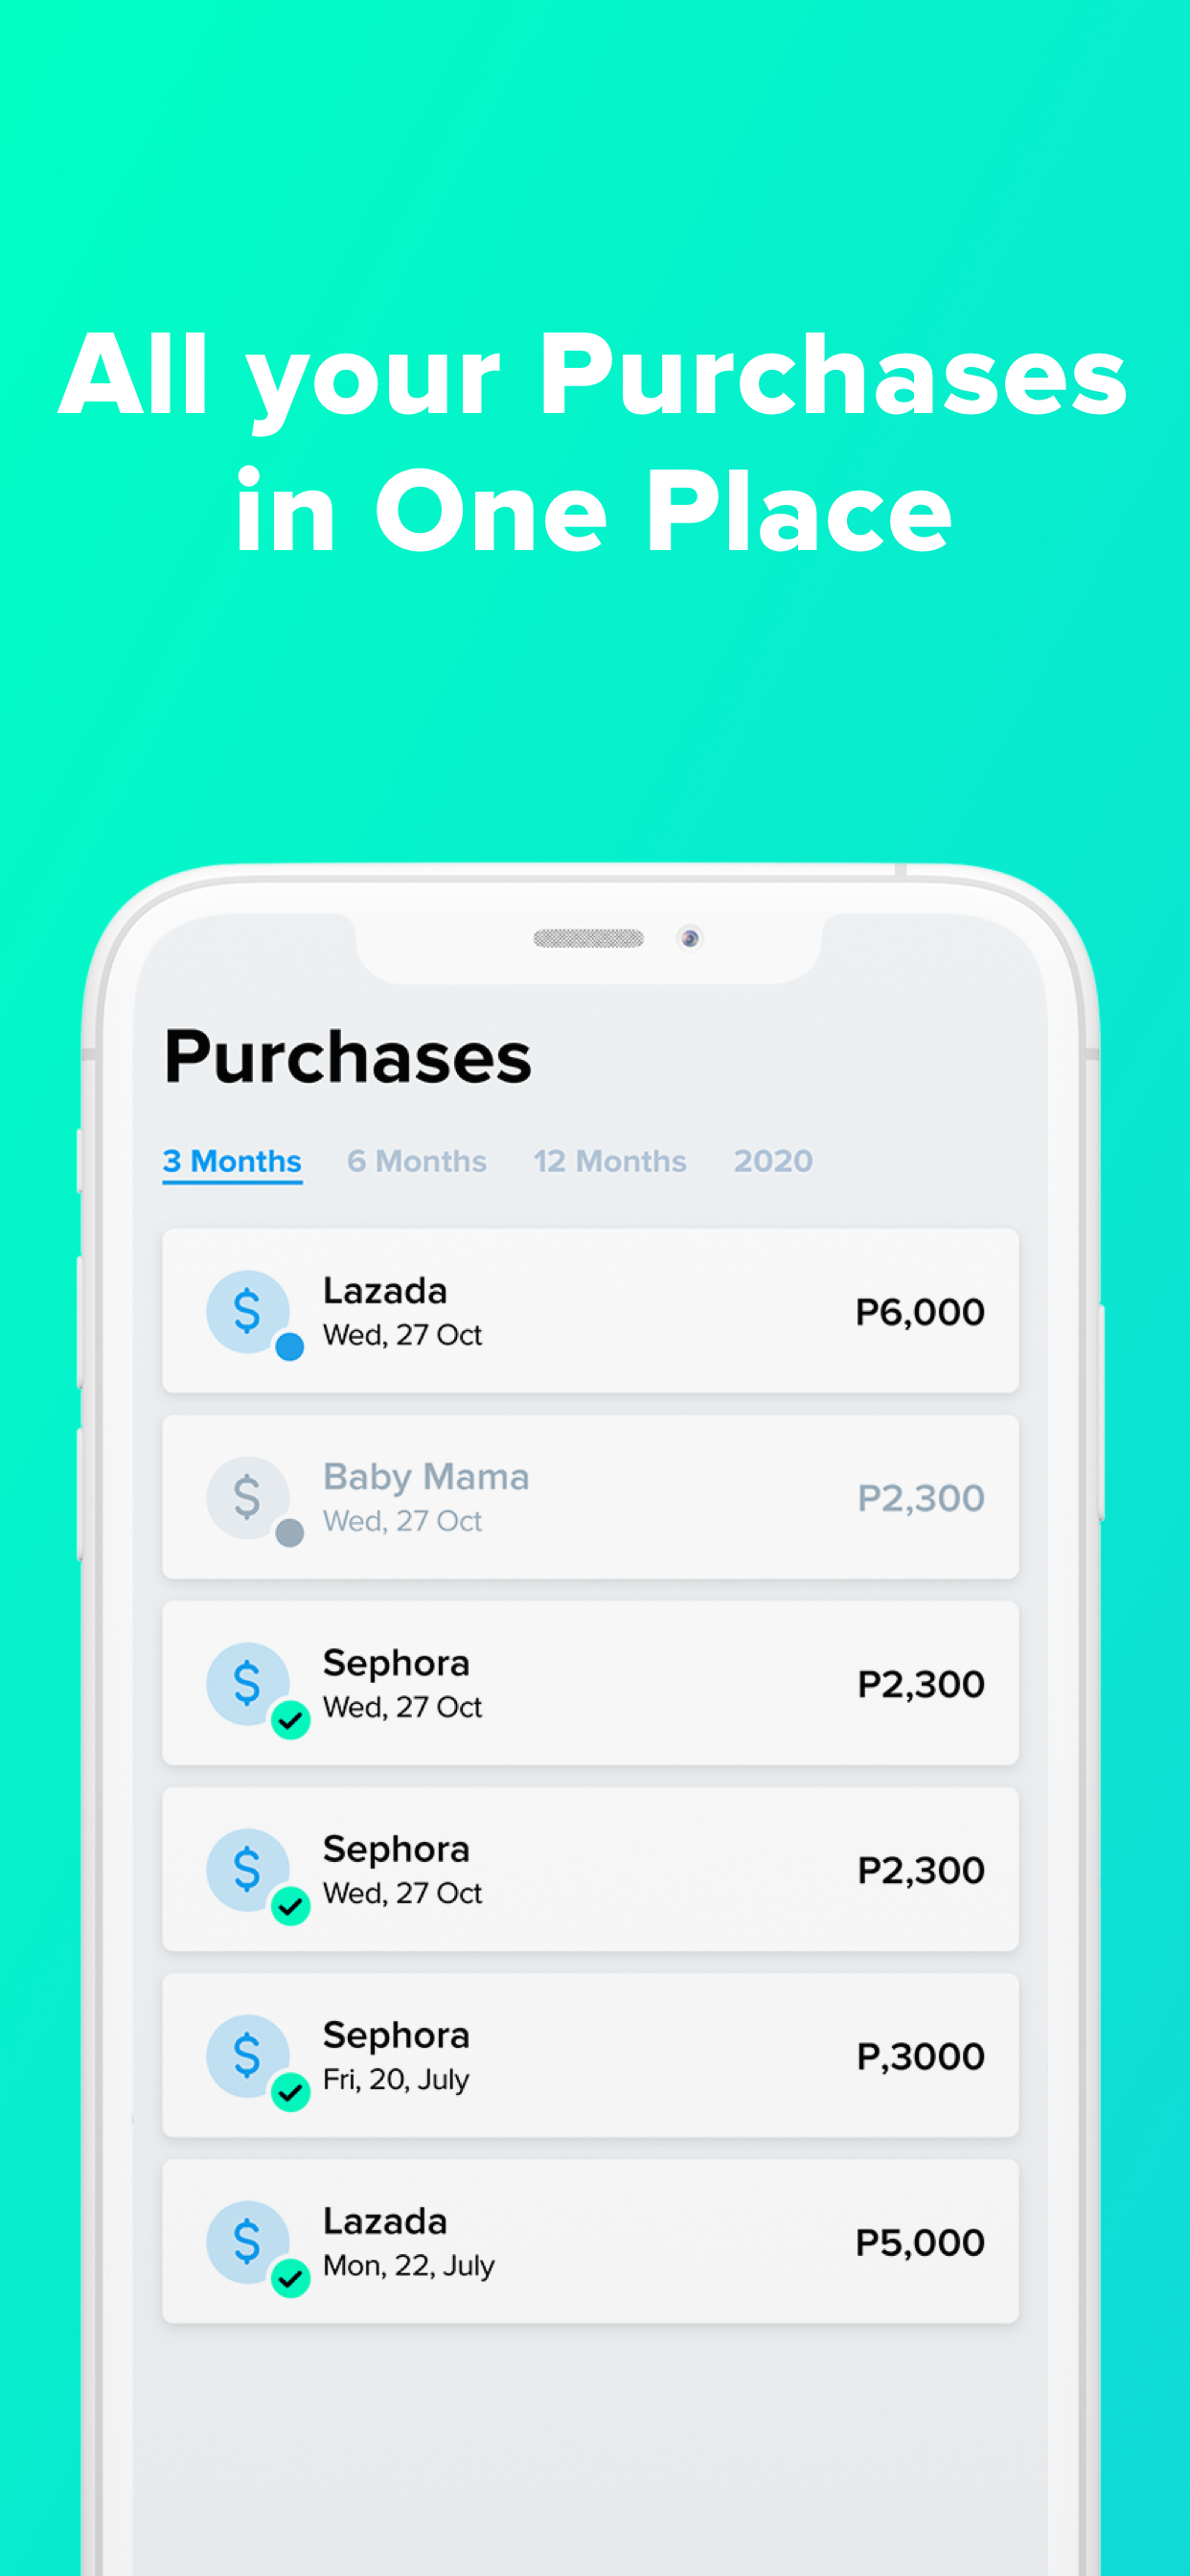 All your Purchases
in One Place
Purchases
3 Months 6 Months 12 Months 2020
$ Lazada
Wed, 27 Oct
P6,000
$ Baby Mama
Wed, 27 Oct
P2,300
$ Sephora
Wed, 27 Oct
P2,300
$ Sephora
Wed, 27 Oct
P2,300
$ Sephora
Fri, 20, July
P,3000
$ Lazada
Mon, 22, July
P5,000